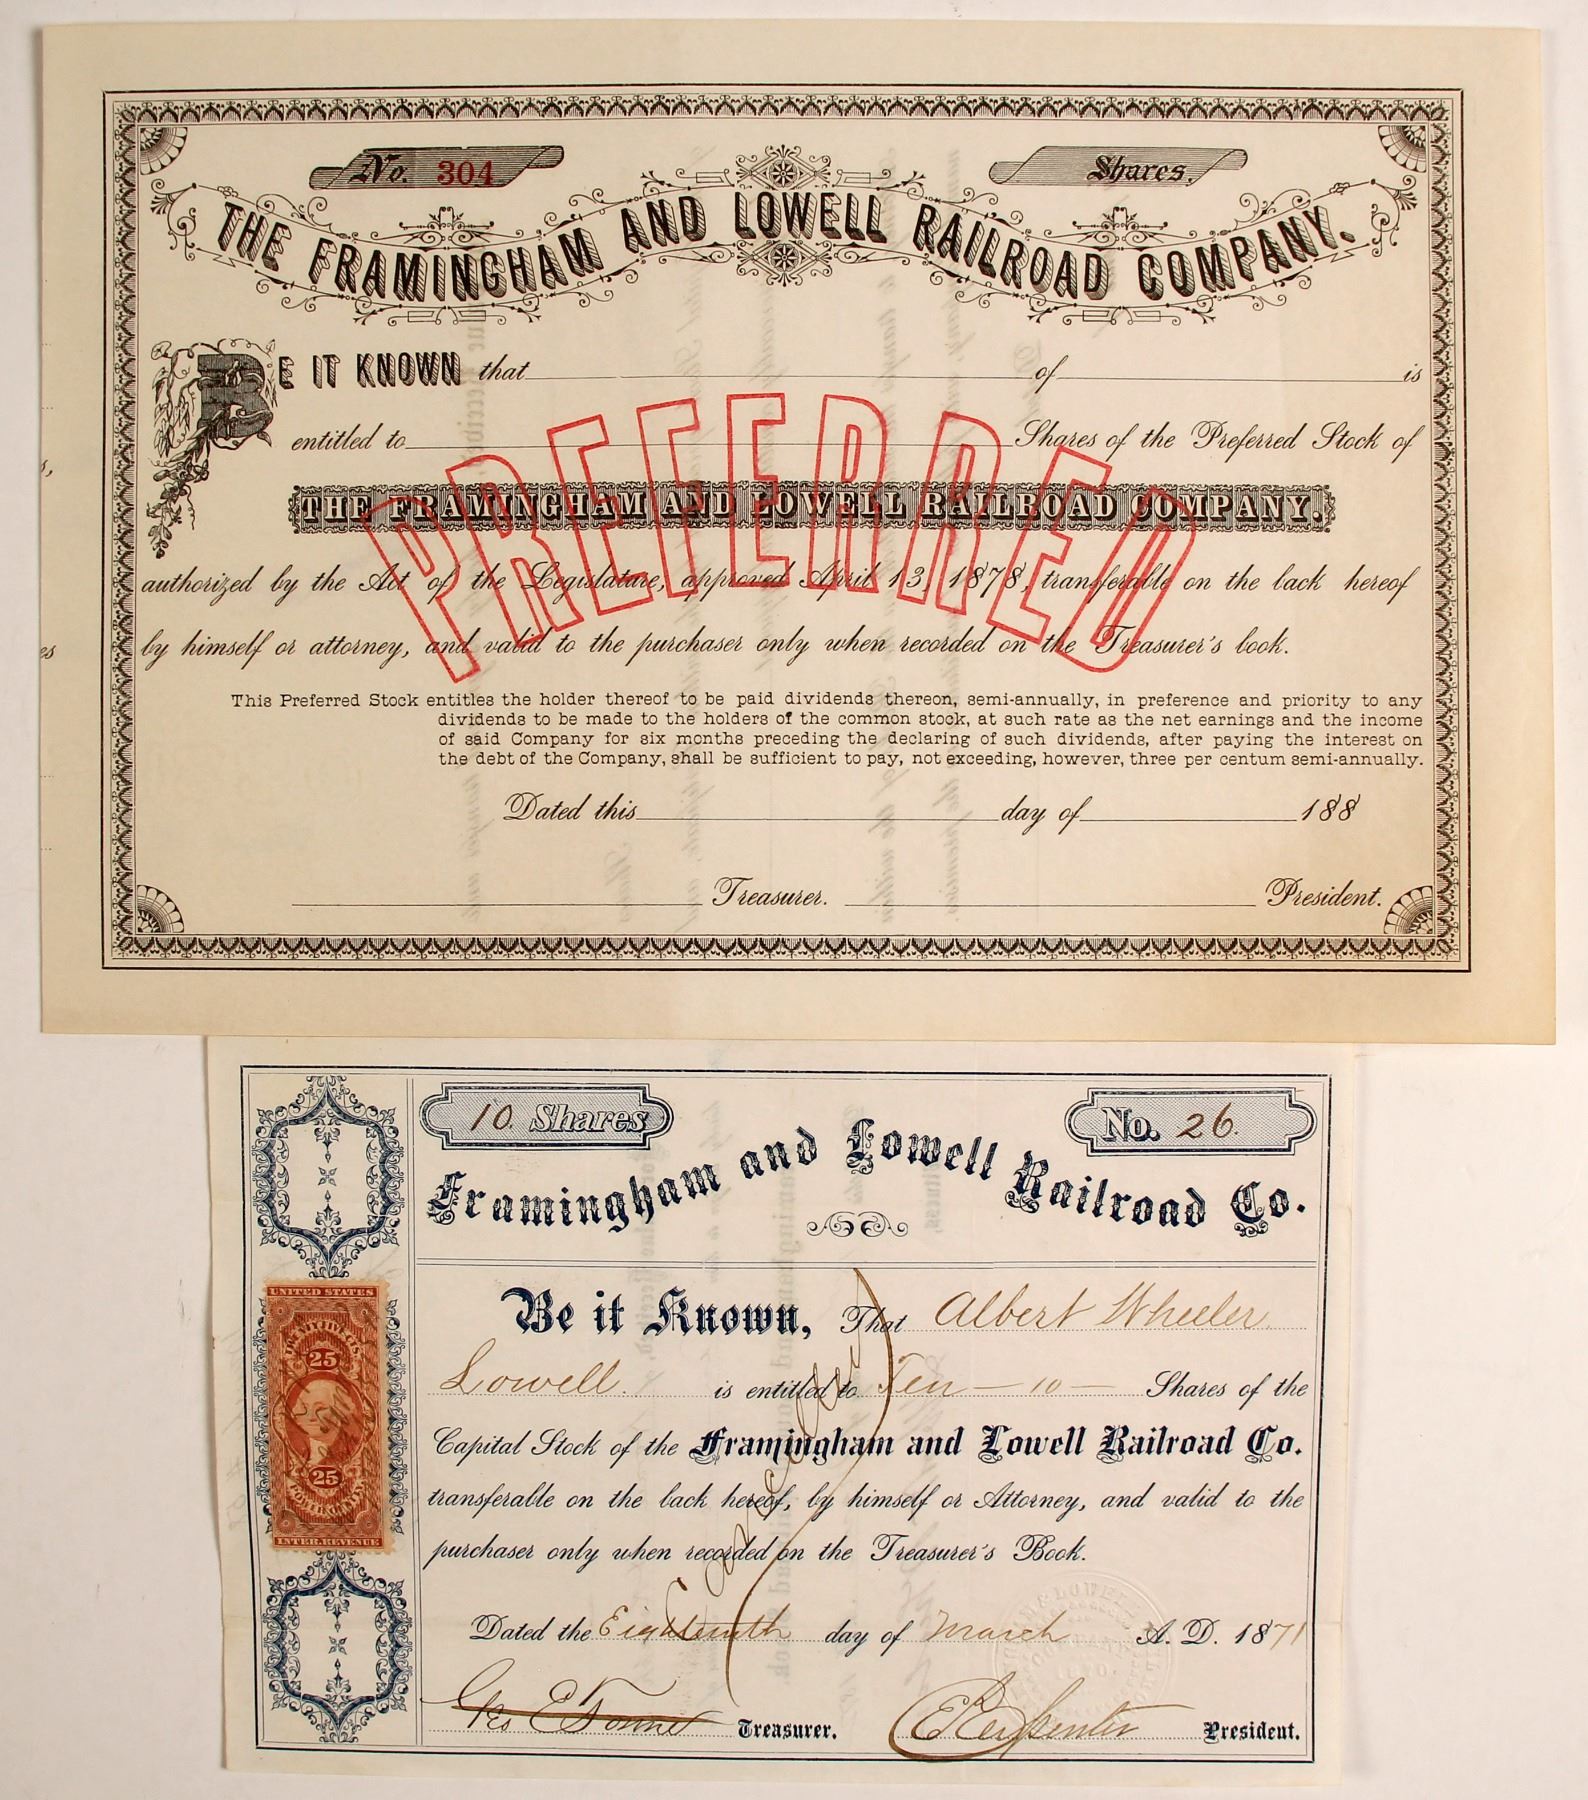 No. 304
Shares.
THE FRAMINGHAM AND LOWELL RAILROAD COMPANY.
BE IT KNOWN that of is
entitled to Shares of the Preferred Stock of
THE FRAMINGHAM AND LOWELL RAILROAD COMPANY.
PREFERRED
authorized by the Act of the Legislature, approved April 13, 1878, transferable on the back hereof
by himself or attorney, and valid to the purchaser only when recorded on the Treasurer's book.
This Preferred Stock entitles the holder thereof to be paid dividends thereon, semi-annually, in preference and priority to any
dividends to be made to the holders of the common stock, at such rate as the net earnings and the income
of said Company for six months preceding the declaring of such dividends, after paying the interest on
the debt of the Company, shall be sufficient to pay, not exceeding, however, three per centum semi-annually.
Dated this day of 188
Treasurer. President.
10. Shares
No. 26.
Framingham and Lowell Railroad Co.
Be it Known, That Albert Wheeler
Lowell. is entitled to Ten — 10 — Shares of the
Capital Stock of the Framingham and Lowell Railroad Co.
transferable on the back hereof, by himself or Attorney, and valid to the
purchaser only when recorded on the Treasurer's Book.
Dated the Eighteenth day of March A. D. 1871
Treasurer. President.
UNITED STATES
25
25
INTER. REVENUE